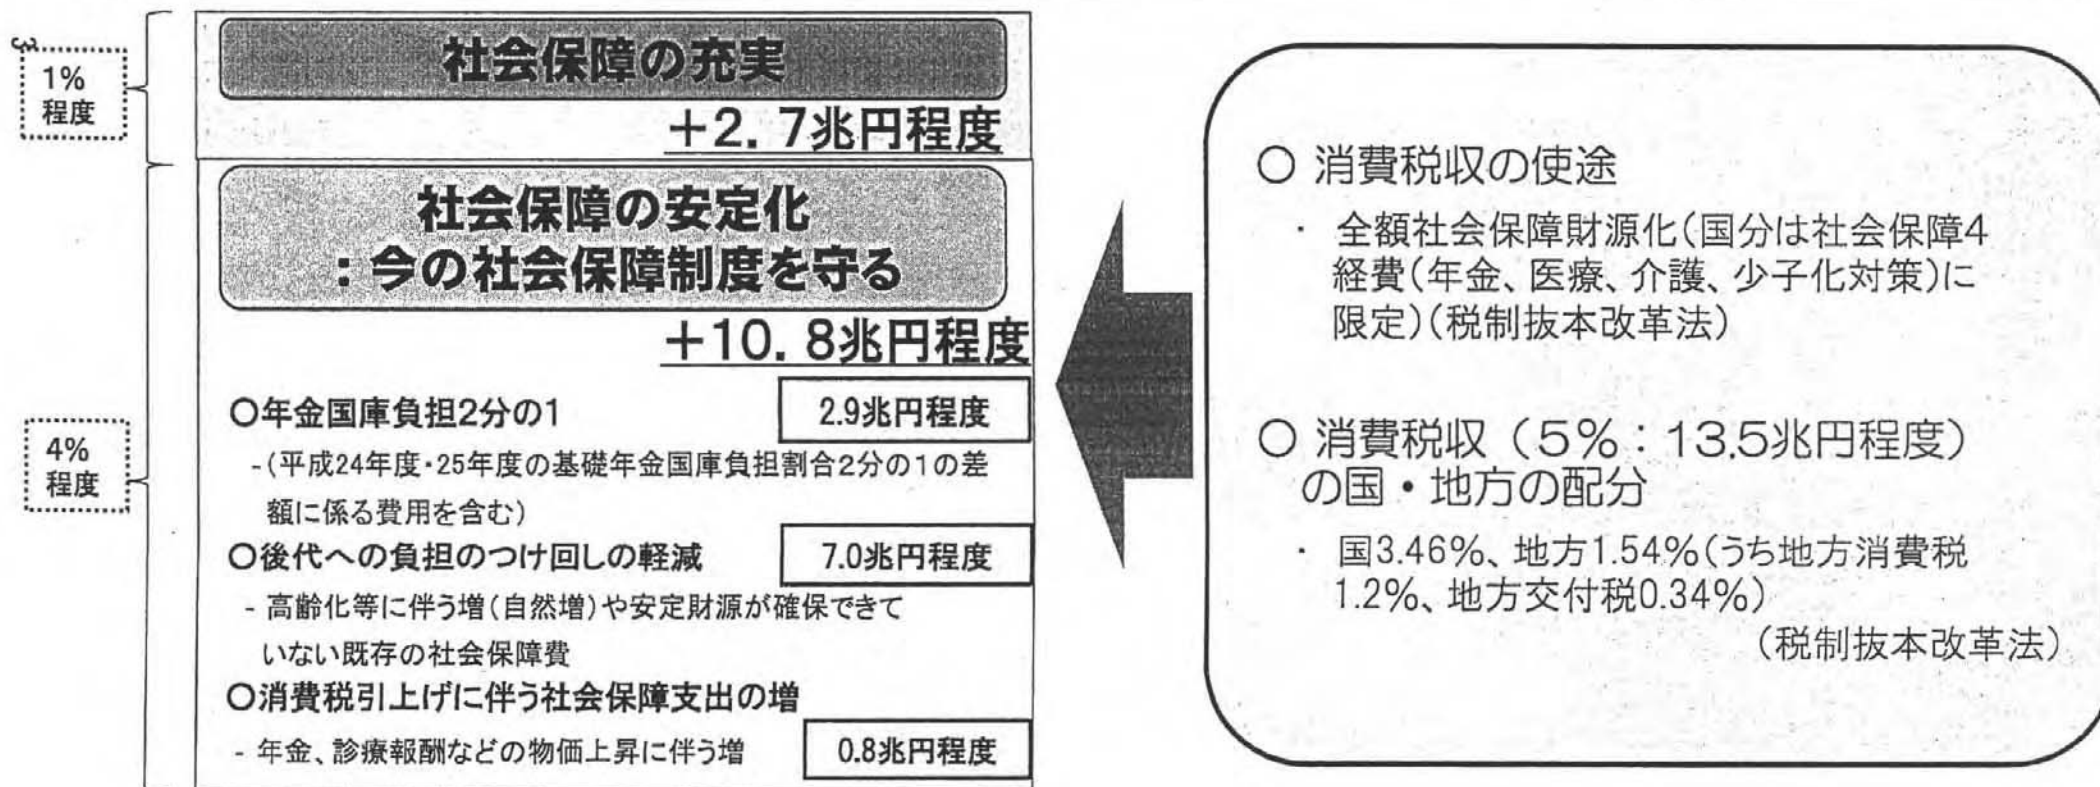 3
1%
程度
社会保障の充実
+2.7兆円程度
社会保障の安定化
:今の社会保障制度を守る
+10.8兆円程度
4%
程度
○年金国庫負担2分の1
2.9兆円程度
-(平成24年度・25年度の基礎年金国庫負担割合2分の1の差
額に係る費用を含む)
○後代への負担のつけ回しの軽減
7.0兆円程度
- 高齢化等に伴う増(自然増)や安定財源が確保できて
いない既存の社会保障費
○消費税引上げに伴う社会保障支出の増
- 年金、診療報酬などの物価上昇に伴う増
0.8兆円程度
○ 消費税収の使途
・ 全額社会保障財源化(国分は社会保障4
経費(年金、医療、介護、少子化対策)に
限定)(税制抜本改革法)
○ 消費税収(5%:13.5兆円程度)
の国・地方の配分
・ 国3.46%、地方1.54%(うち地方消費税
1.2%、地方交付税0.34%)
(税制抜本改革法)